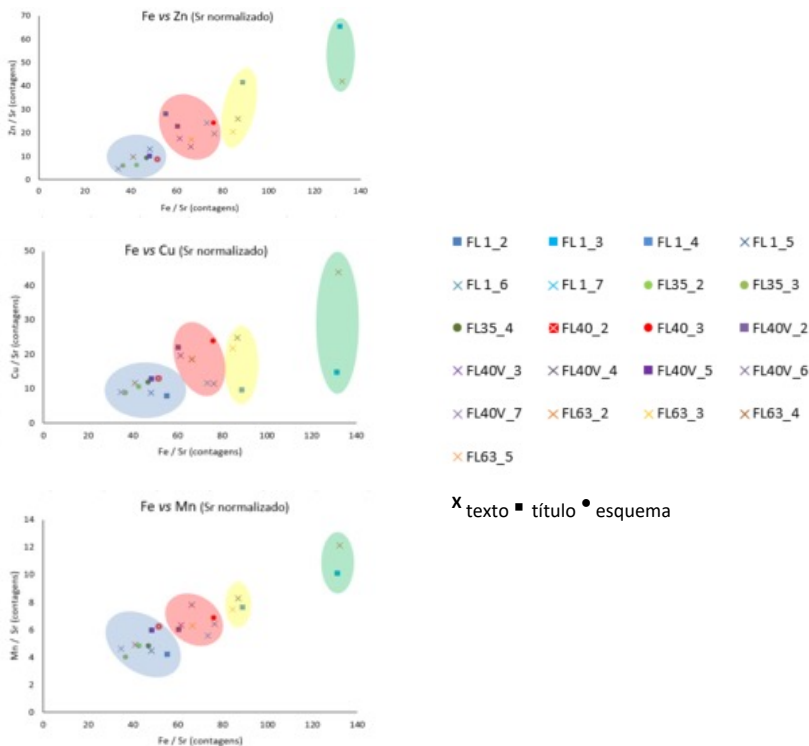 Fe vs Zn (Sr normalizado)
70
60
50
40
30
20
10
0
Zn / Sr (contagens)
0 20 40 60 80 100 120 140
Fe / Sr (contagens)
Fe vs Cu (Sr normalizado)
50
40
30
20
10
0
Cu / Sr (contagens)
0 20 40 60 80 100 120 140
Fe / Sr (contagens)
Fe vs Mn (Sr normalizado)
14
12
10
8
6
4
2
0
Mn / Sr (contagens)
0 20 40 60 80 100 120 140
Fe / Sr (contagens)
FL 1_2 FL 1_3 FL 1_4 FL 1_5
FL 1_6 FL 1_7 FL35_2 FL35_3
FL35_4 FL40_2 FL40_3 FL40V_2
FL40V_3 FL40V_4 FL40V_5 FL40V_6
FL40V_7 FL63_2 FL63_3 FL63_4
FL63_5
X texto ■ título ● esquema